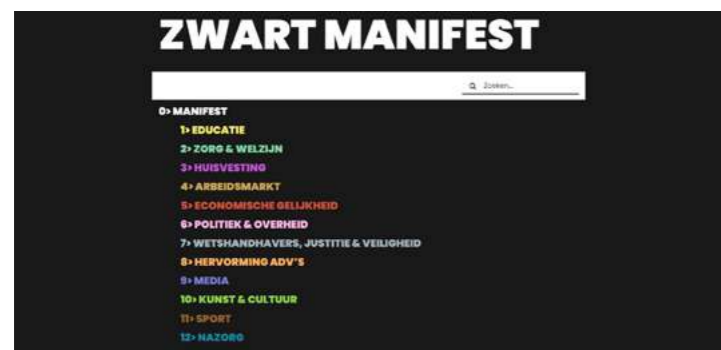 ZWART MANIFEST
Zoeken...
0> MANIFEST
1> EDUCATIE
2> ZORG & WELZIJN
3> HUISVESTING
4> ARBEIDSMARKT
5> ECONOMISCHE GELIJKHEID
6> POLITIEK & OVERHEID
7> WETSHANDHAVERS, JUSTITIE & VEILIGHEID
8> HERVORMING ADV'S
9> MEDIA
10> KUNST & CULTUUR
11> SPORT
12> NAZORG